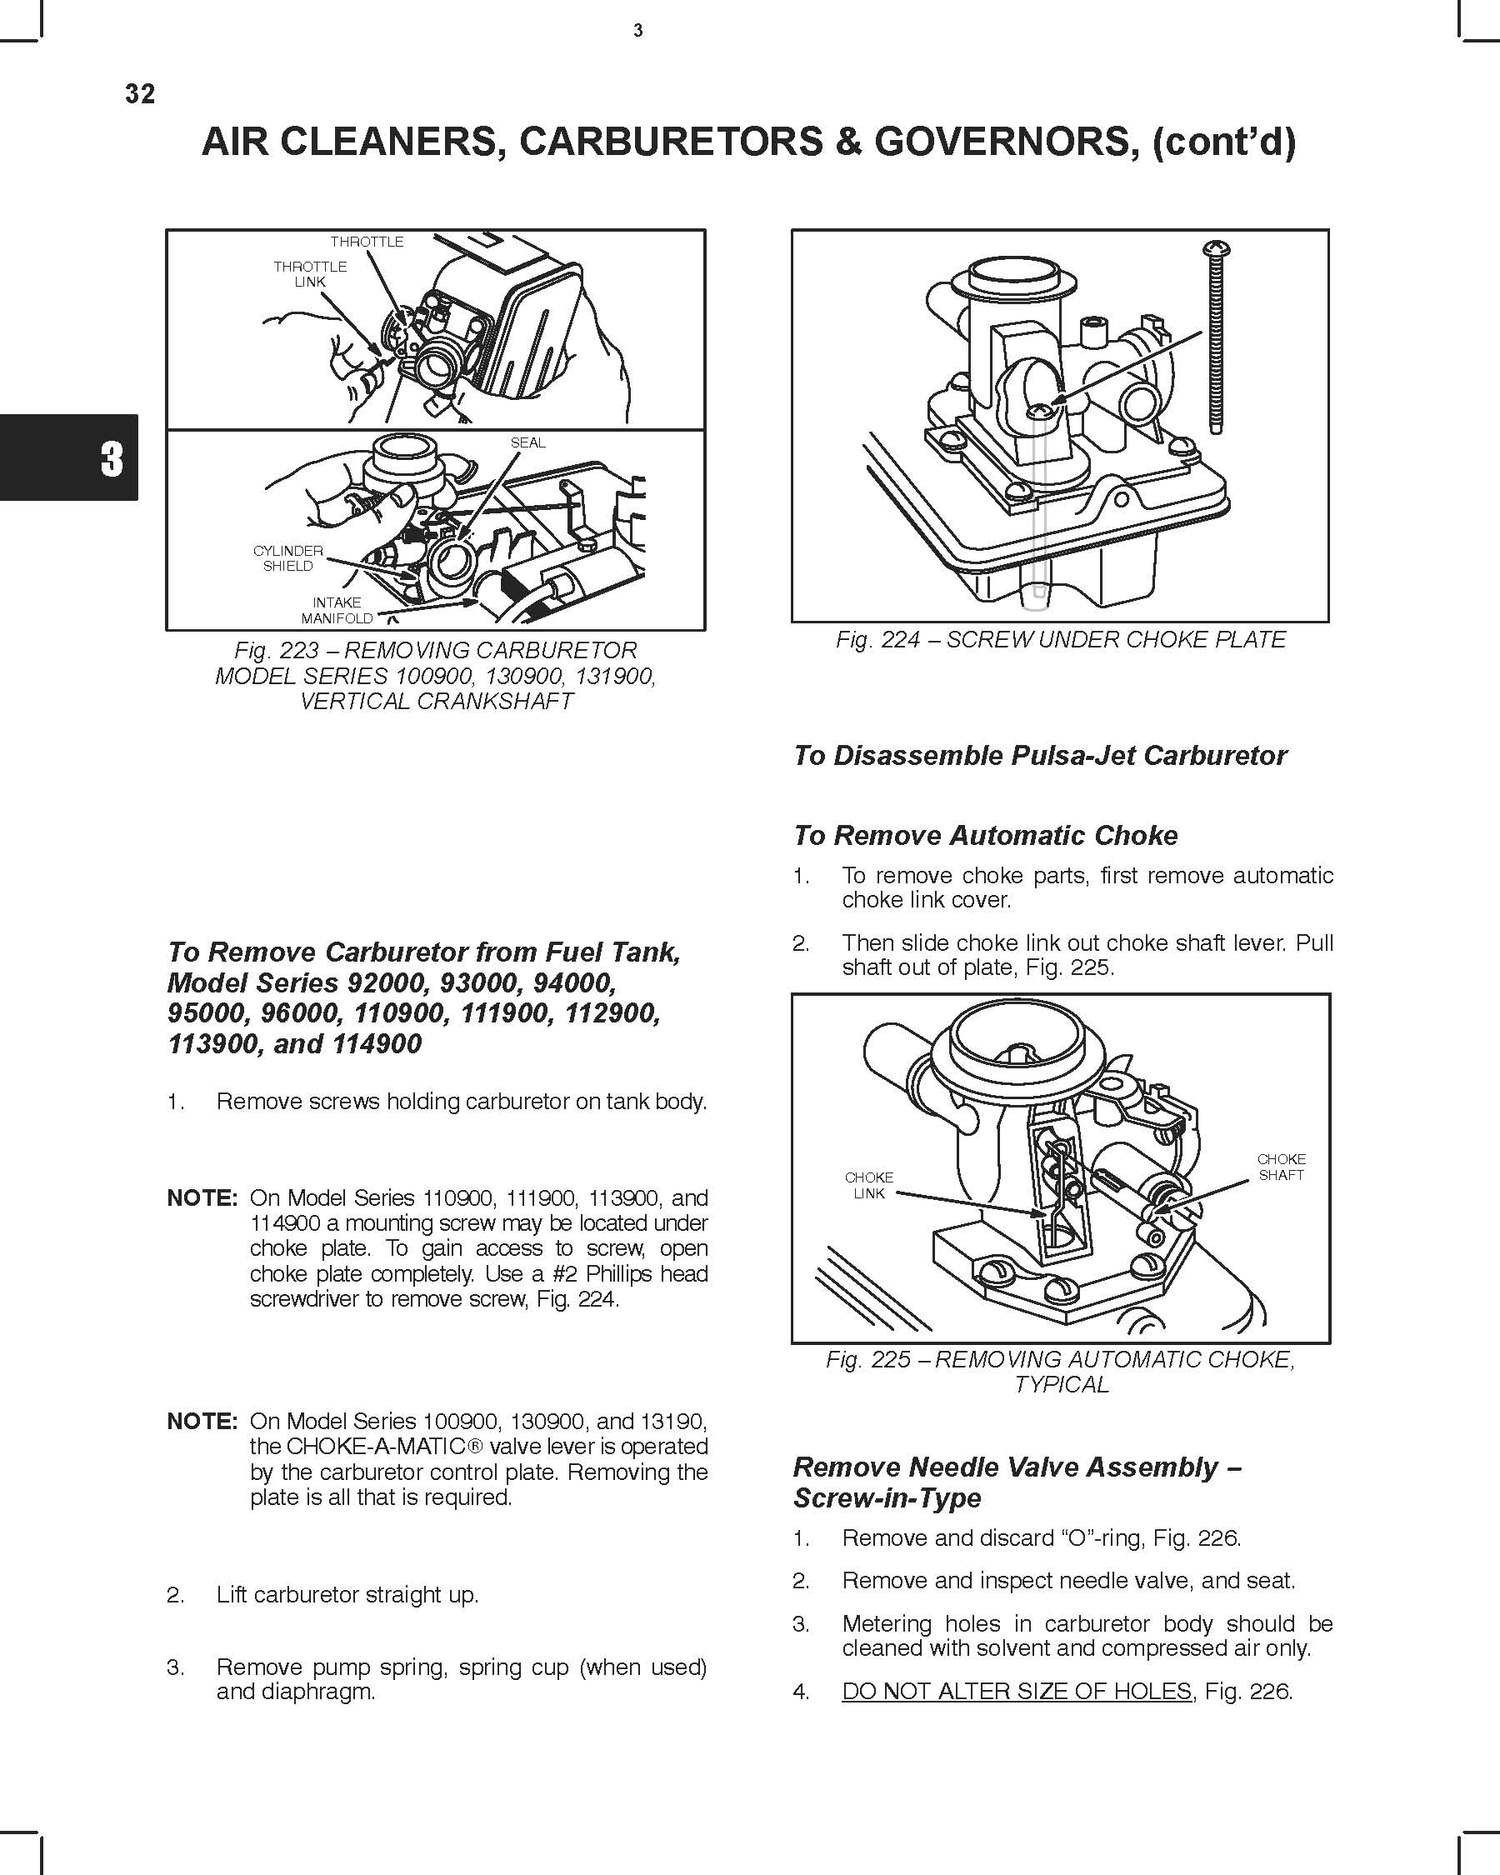 3
32
AIR CLEANERS, CARBURETORS & GOVERNORS, (cont’d)
3
THROTTLE
THROTTLE
LINK
SEAL
CYLINDER
SHIELD
INTAKE
MANIFOLD
Fig. 223 – REMOVING CARBURETOR
MODEL SERIES 100900, 130900, 131900,
VERTICAL CRANKSHAFT
To Remove Carburetor from Fuel Tank,
Model Series 92000, 93000, 94000,
95000, 96000, 110900, 111900, 112900,
113900, and 114900
1. Remove screws holding carburetor on tank body.
NOTE: On Model Series 110900, 111900, 113900, and
114900 a mounting screw may be located under
choke plate. To gain access to screw, open
choke plate completely. Use a #2 Phillips head
screwdriver to remove screw, Fig. 224.
NOTE: On Model Series 100900, 130900, and 13190,
the CHOKE-A-MATIC® valve lever is operated
by the carburetor control plate. Removing the
plate is all that is required.
2. Lift carburetor straight up.
3. Remove pump spring, spring cup (when used)
and diaphragm.
Fig. 224 – SCREW UNDER CHOKE PLATE
To Disassemble Pulsa-Jet Carburetor
To Remove Automatic Choke
1. To remove choke parts, first remove automatic
choke link cover.
2. Then slide choke link out choke shaft lever. Pull
shaft out of plate, Fig. 225.
CHOKE
LINK
CHOKE
SHAFT
Fig. 225 – REMOVING AUTOMATIC CHOKE,
TYPICAL
Remove Needle Valve Assembly –
Screw-in-Type
1. Remove and discard “O”-ring, Fig. 226.
2. Remove and inspect needle valve, and seat.
3. Metering holes in carburetor body should be
cleaned with solvent and compressed air only.
4. DO NOT ALTER SIZE OF HOLES, Fig. 226.